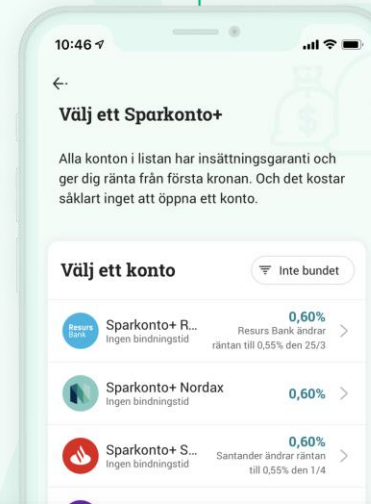 10:46
Välj ett Sparkonto+
Alla konton i listan har insättningsgaranti och
ger dig ränta från första kronan. Och det kostar
såklart inget att öppna ett konto.
Välj ett konto
Inte bundet
Resurs
Bank
Sparkonto+ R...
Ingen bindningstid
0,60%
Resurs Bank ändrar
räntan till 0,55% den 25/3
Sparkonto+ Nordax
Ingen bindningstid
0,60%
Sparkonto+ S...
Ingen bindningstid
0,60%
Santander ändrar räntan
till 0,55% den 1/4